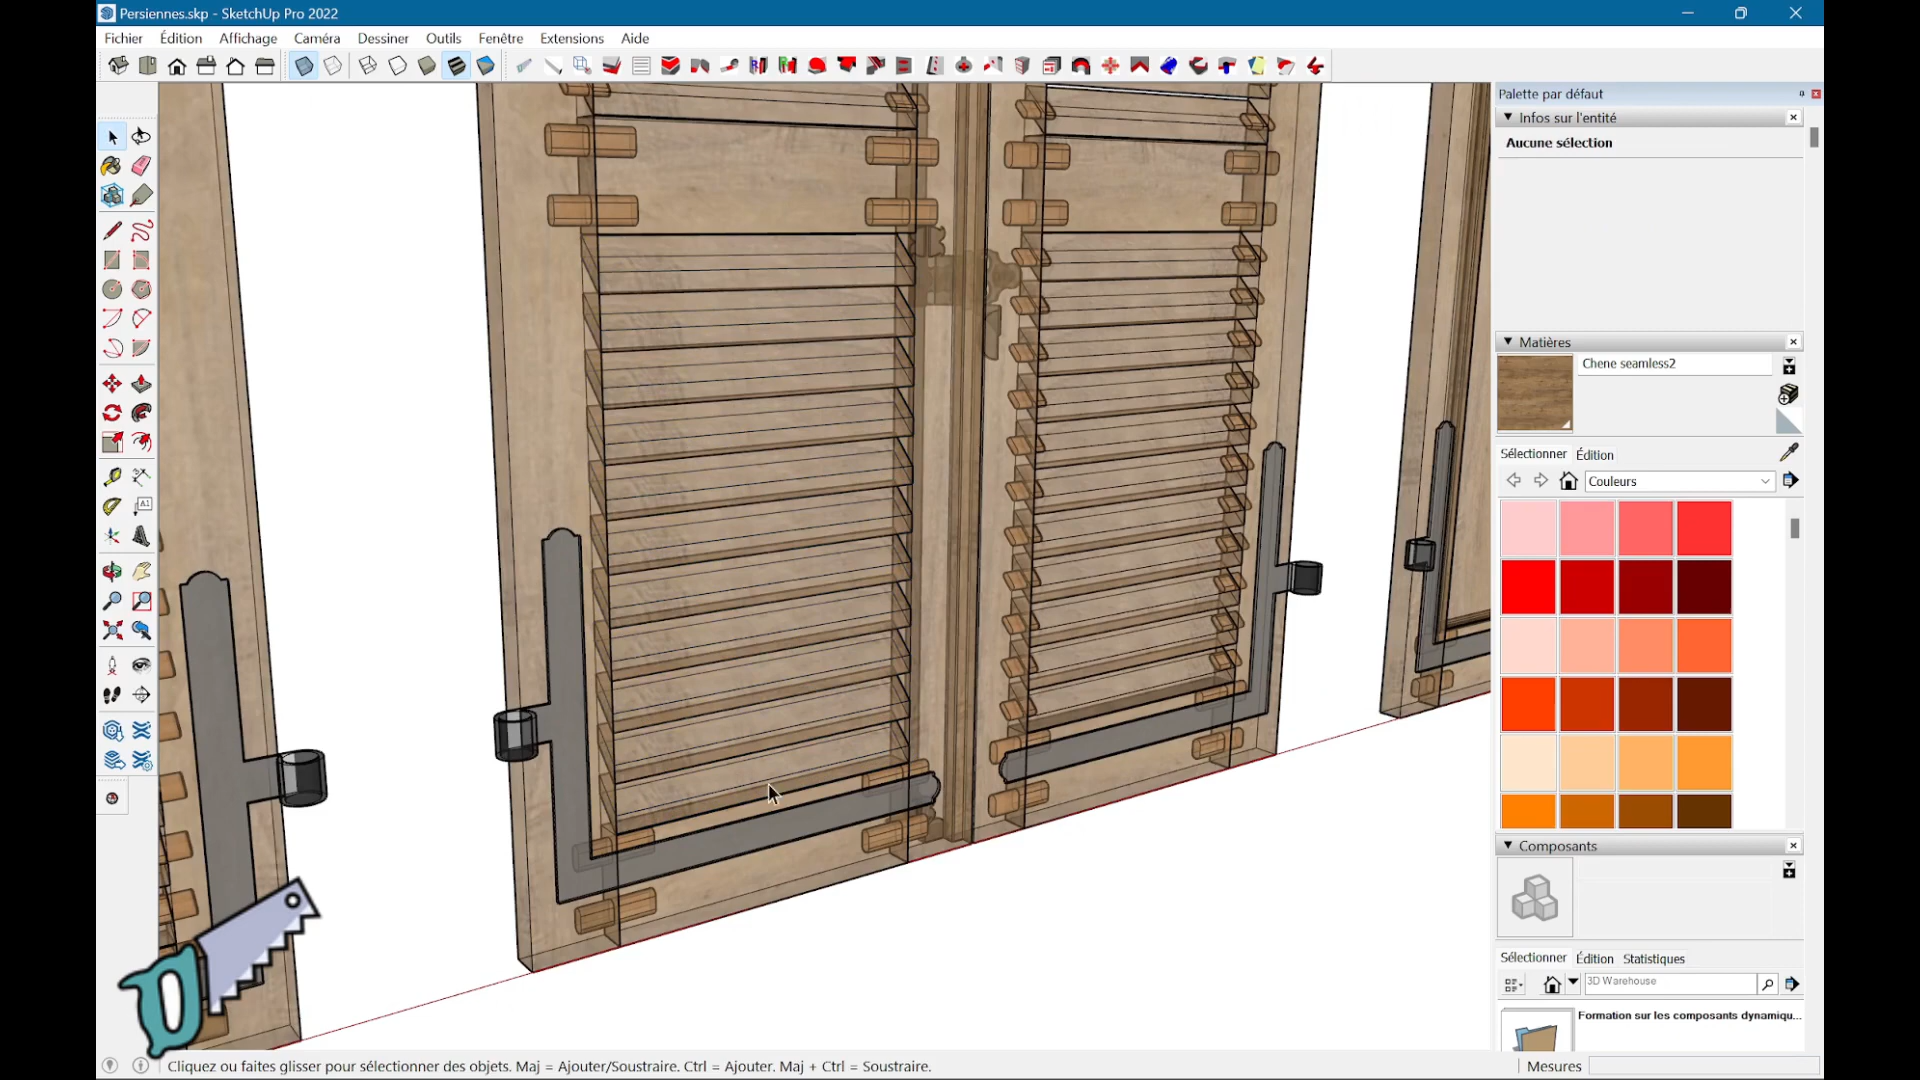 Persiennes.skp - SketchUp Pro 2022
Fichier Édition Affichage Caméra Dessiner Outils Fenêtre Extensions Aide
Palette par défaut
Infos sur l'entité
Aucune sélection
Matières
Chene seamless2
Sélectionner Édition
Couleurs
A1
Composants
Sélectionner Édition Statistiques
3D Warehouse
Formation sur les composants dynamiqu...
Cliquez ou faites glisser pour sélectionner des objets. Maj = Ajouter/Soustraire. Ctrl = Ajouter. Maj + Ctrl = Soustraire.
Mesures